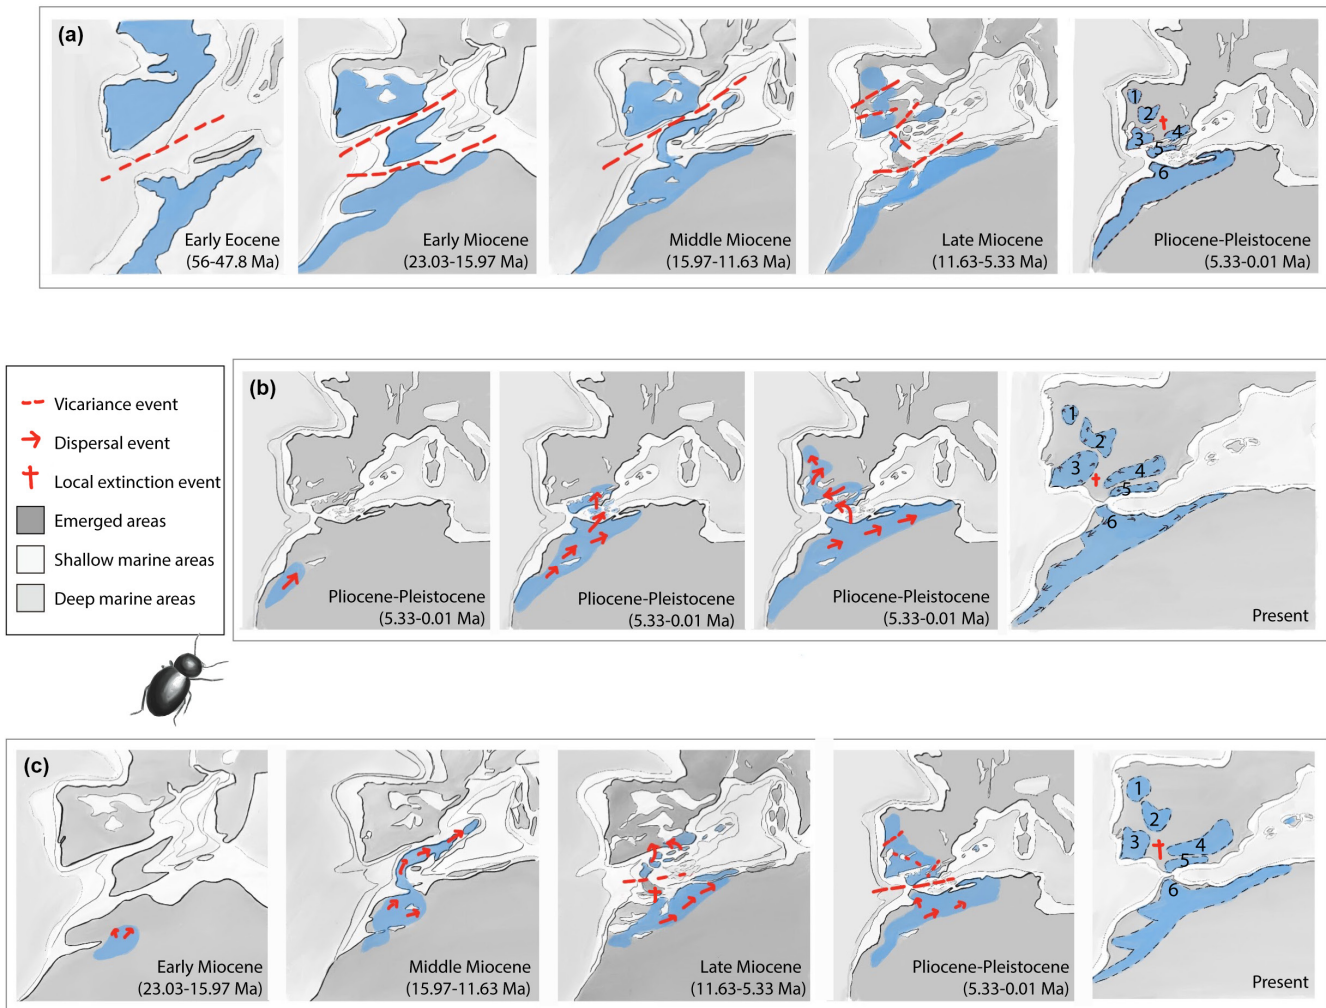 (a)
Early Eocene
(56-47.8 Ma)
Early Miocene
(23.03-15.97 Ma)
Middle Miocene
(15.97-11.63 Ma)
Late Miocene
(11.63-5.33 Ma)
1
2
3
4
5
6
Pliocene-Pleistocene
(5.33-0.01 Ma)
Vicariance event
Dispersal event
Local extinction event
Emerged areas
Shallow marine areas
Deep marine areas
(b)
Pliocene-Pleistocene
(5.33-0.01 Ma)
Pliocene-Pleistocene
(5.33-0.01 Ma)
Pliocene-Pleistocene
(5.33-0.01 Ma)
1
2
3
4
5
6
Present
(c)
Early Miocene
(23.03-15.97 Ma)
Middle Miocene
(15.97-11.63 Ma)
Late Miocene
(11.63-5.33 Ma)
Pliocene-Pleistocene
(5.33-0.01 Ma)
1
2
3
4
5
6
Present